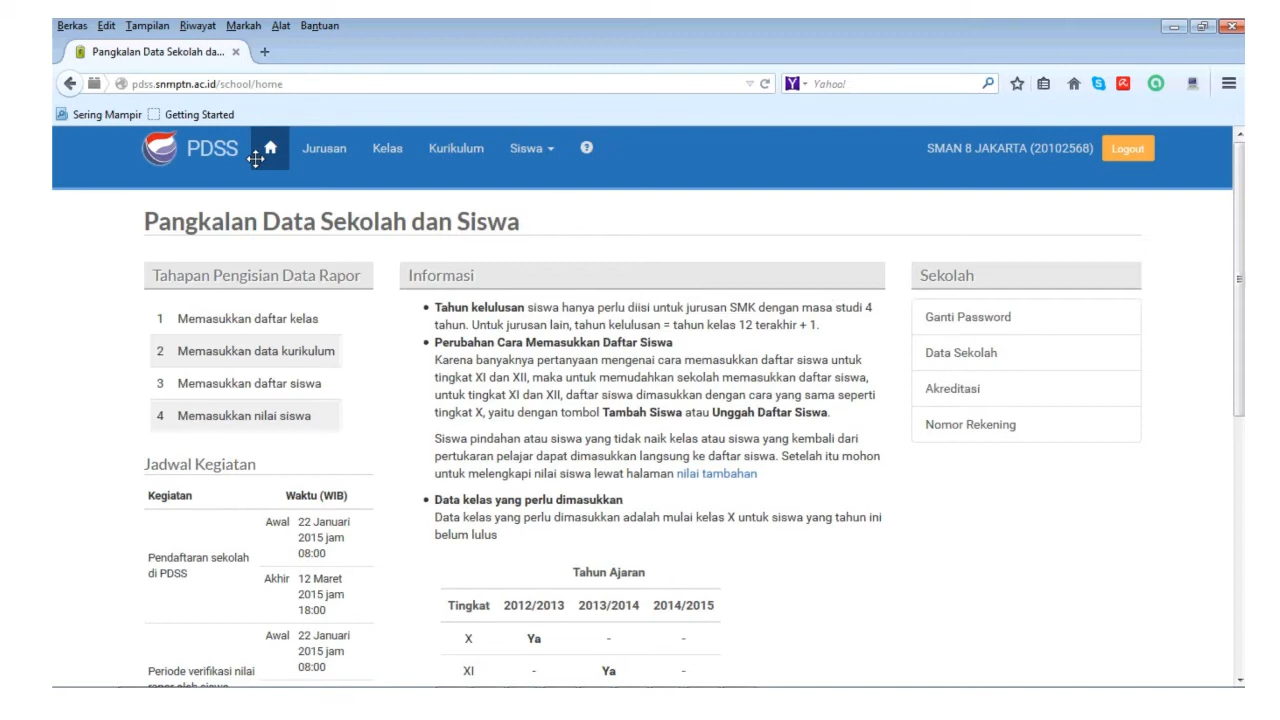 Berkas Edit Tampilan Riwayat Markah Alat Bantuan
Pangkalan Data Sekolah da... × +
pdss.snmptn.ac.id/school/home
Yahoo!
Sering Mampir Getting Started
PDSS Jurusan Kelas Kurikulum Siswa ? SMAN 8 JAKARTA (20102568) Logout
Pangkalan Data Sekolah dan Siswa
Tahapan Pengisian Data Rapor
1 Memasukkan daftar kelas
2 Memasukkan data kurikulum
3 Memasukkan daftar siswa
4 Memasukkan nilai siswa
Jadwal Kegiatan
Kegiatan Waktu (WIB)
Pendaftaran sekolah
di PDSS
Awal 22 Januari
2015 jam
08:00
Akhir 12 Maret
2015 jam
18:00
Periode verifikasi nilai
rapor oleh siswa
Awal 22 Januari
2015 jam
08:00
Informasi
• Tahun kelulusan siswa hanya perlu diisi untuk jurusan SMK dengan masa studi 4
tahun. Untuk jurusan lain, tahun kelulusan = tahun kelas 12 terakhir + 1.
• Perubahan Cara Memasukkan Daftar Siswa
Karena banyaknya pertanyaan mengenai cara memasukkan daftar siswa untuk
tingkat XI dan XII, maka untuk memudahkan sekolah memasukkan daftar siswa,
untuk tingkat XI dan XII, daftar siswa dimasukkan dengan cara yang sama seperti
tingkat X, yaitu dengan tombol Tambah Siswa atau Unggah Daftar Siswa.
Siswa pindahan atau siswa yang tidak naik kelas atau siswa yang kembali dari
pertukaran pelajar dapat dimasukkan langsung ke daftar siswa. Setelah itu mohon
untuk melengkapi nilai siswa lewat halaman nilai tambahan
• Data kelas yang perlu dimasukkan
Data kelas yang perlu dimasukkan adalah mulai kelas X untuk siswa yang tahun ini
belum lulus
Tahun Ajaran
Tingkat 2012/2013 2013/2014 2014/2015
X Ya - -
XI - Ya -
Sekolah
Ganti Password
Data Sekolah
Akreditasi
Nomor Rekening